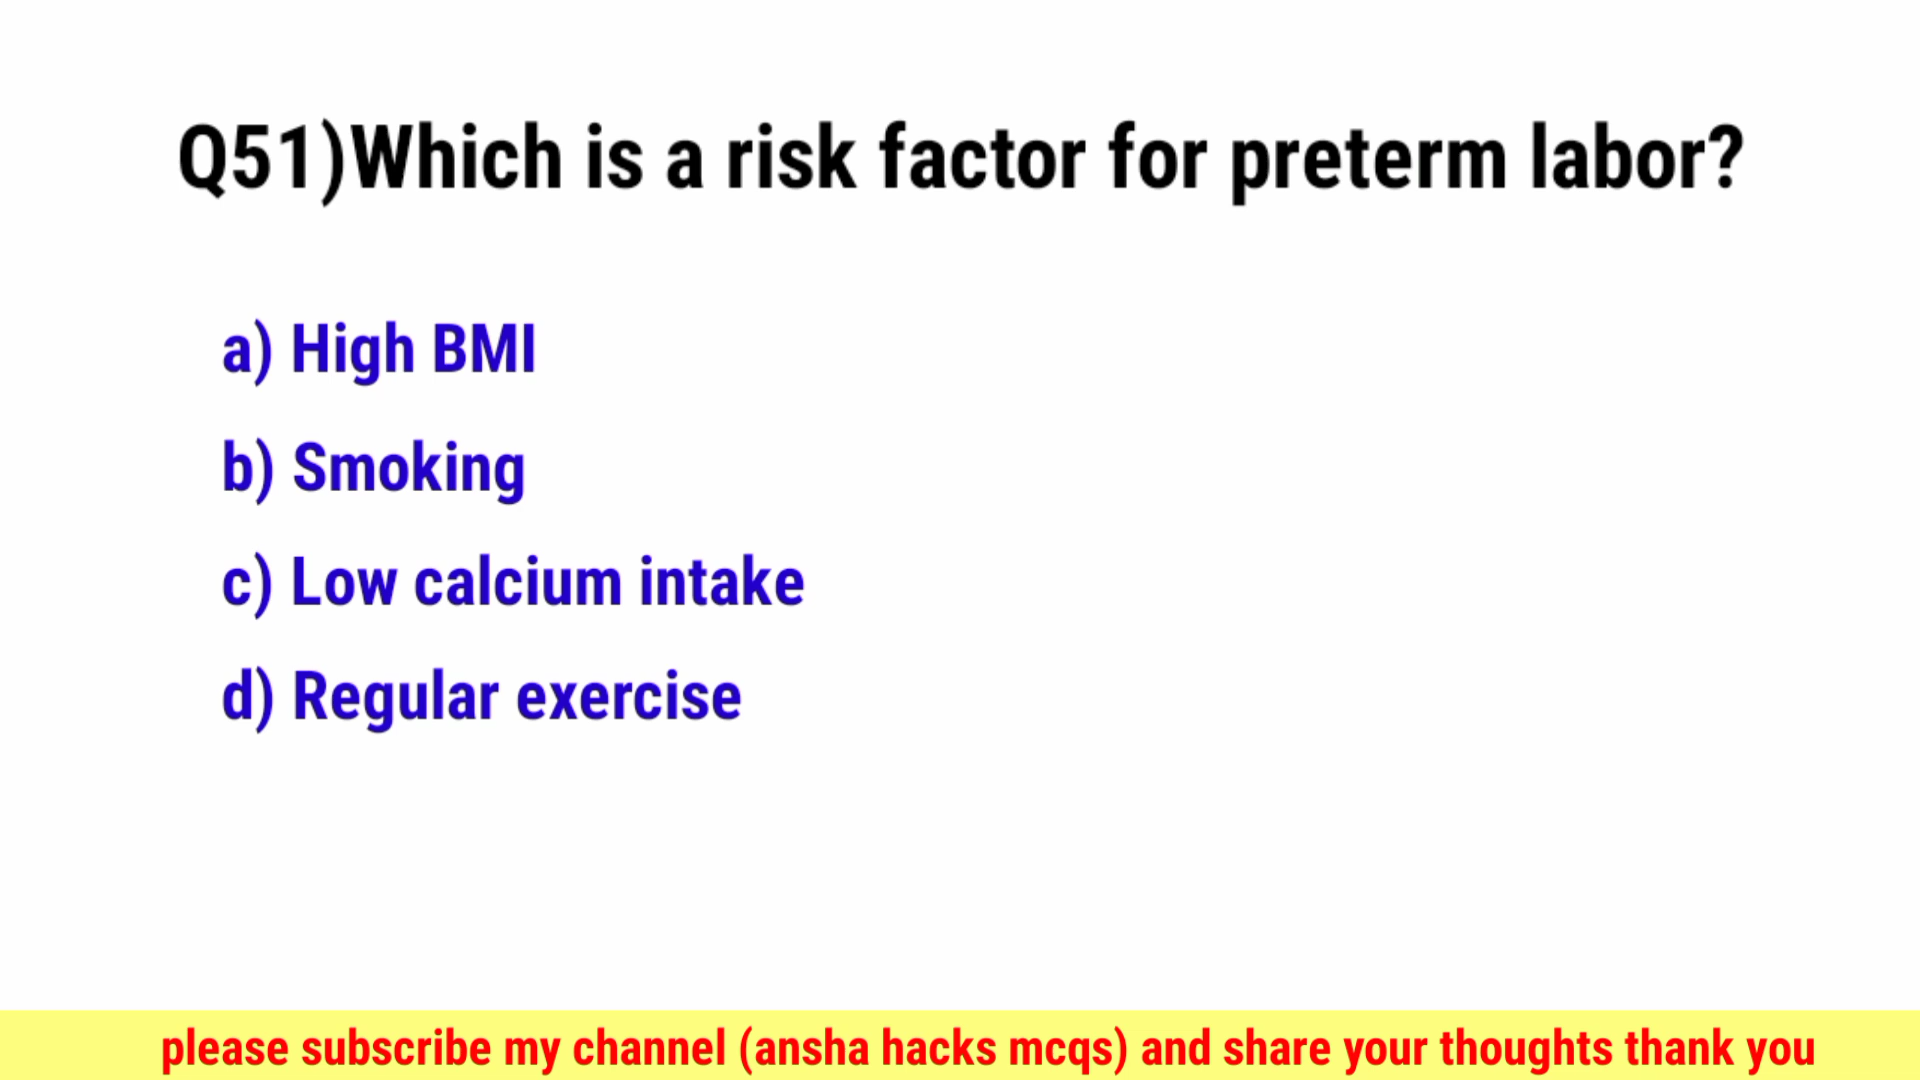 Q51)Which is a risk factor for preterm labor?
a) High BMI
b) Smoking
c) Low calcium intake
d) Regular exercise
please subscribe my channel (ansha hacks mcqs) and share your thoughts thank you